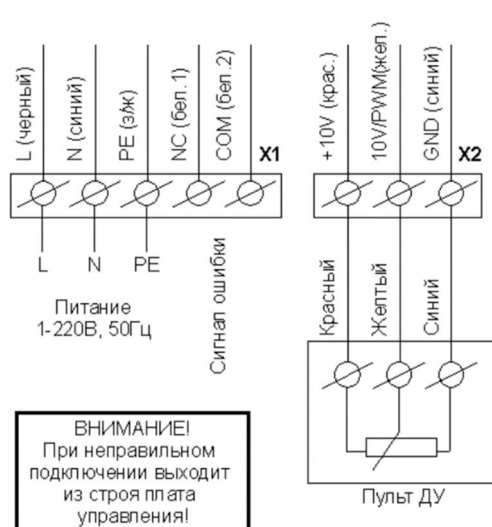 L (черный)
N (синий)
PE (з/ж)
NC (бел.1)
COM (бел.2)
X1
L
N
PE
Питание
1-220В, 50Гц
Сигнал ошибки
ВНИМАНИЕ!
При неправильном
подключении выходит
из строя плата
управления!
+10V (крас.)
10V/PWM(жел.)
GND (синий)
X2
Красный
Желтый
Синий
Пульт ДУ